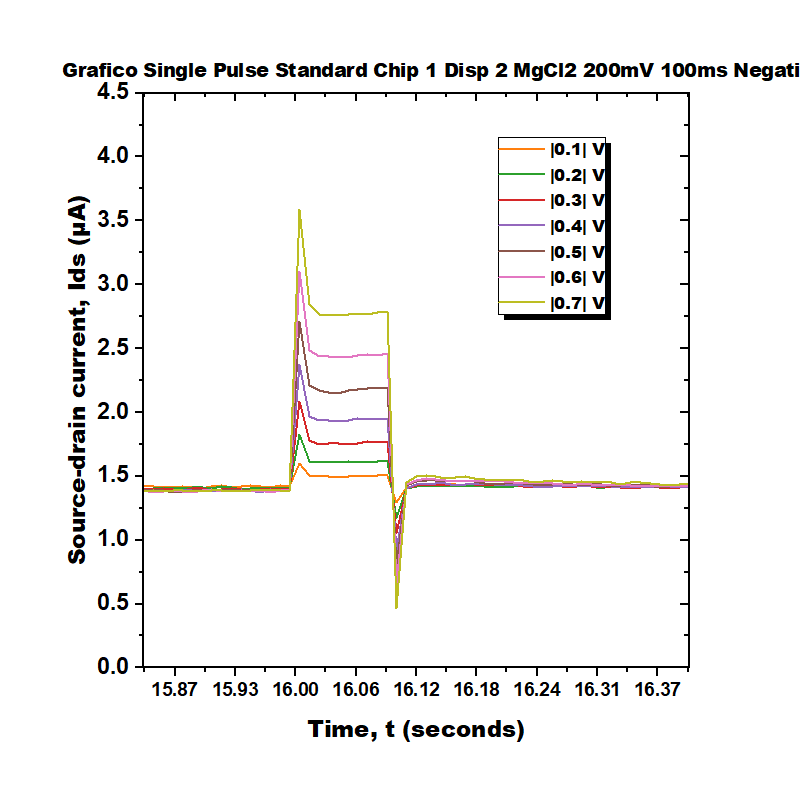 Grafico Single Pulse Standard Chip 1 Disp 2 MgCl2 200mV 100ms Negati
4.5
4.0
3.5
3.0
2.5
2.0
1.5
1.0
0.5
0.0
Source-drain current, Ids (µA)
|0.1| V
|0.2| V
|0.3| V
|0.4| V
|0.5| V
|0.6| V
|0.7| V
15.87 15.93 16.00 16.06 16.12 16.18 16.24 16.31 16.37
Time, t (seconds)